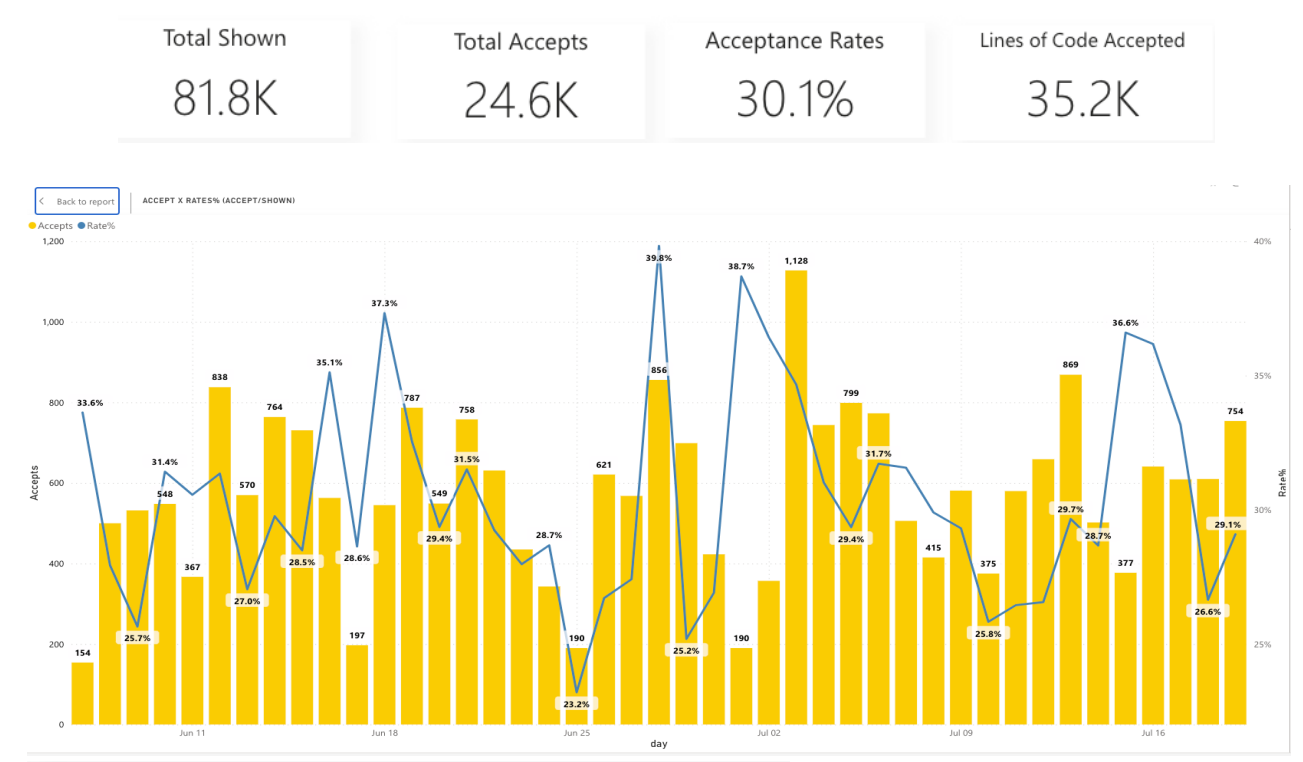 Total Shown
81.8K
Total Accepts
24.6K
Acceptance Rates
30.1%
Lines of Code Accepted
35.2K
Back to report
ACCEPT X RATES% (ACCEPT/SHOWN)
Accepts Rate%
1,200
1,000
800
600
400
200
0
Accepts
40%
35%
30%
25%
Rate%
33.6%
154
25.7%
31.4%
548
367
838
570
27.0%
764
28.5%
35.1%
28.6%
197
37.3%
787
549
29.4%
758
31.5%
28.7%
190
23.2%
621
39.8%
856
25.2%
38.7%
190
1,128
799
29.4%
31.7%
415
375
25.8%
869
29.7%
28.7%
36.6%
377
26.6%
754
29.1%
Jun 11
Jun 18
Jun 25
Jul 02
Jul 09
Jul 16
day